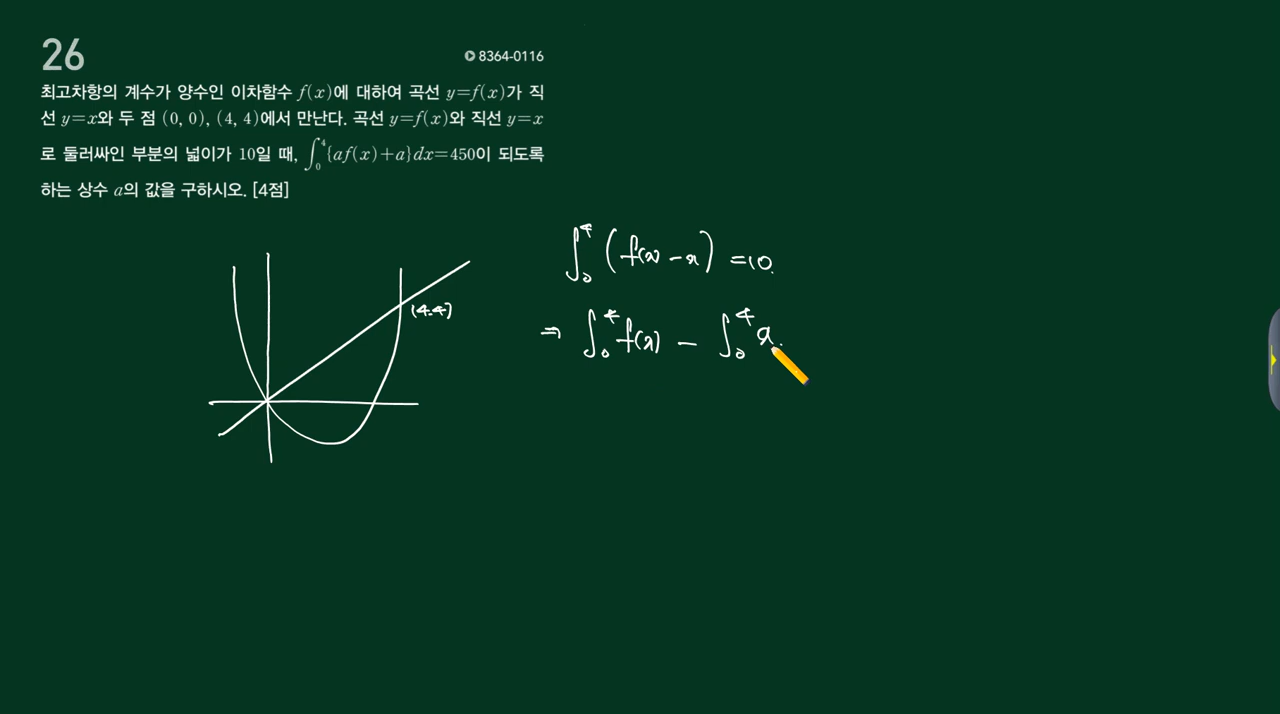 26
8364-0116
최고차항의 계수가 양수인 이차함수 f(x)에 대하여 곡선 y=f(x)가 직
선 y=x와 두 점 (0, 0), (4, 4)에서 만난다. 곡선 y=f(x)와 직선 y=x
로 둘러싸인 부분의 넓이가 10일 때, ∫₀⁴{af(x)+a}dx=450이 되도록
하는 상수 a의 값을 구하시오. [4점]
∫₀⁴(f(x)-x)=10.
(4.4)
⇒ ∫₀⁴f(x) - ∫₀⁴x.